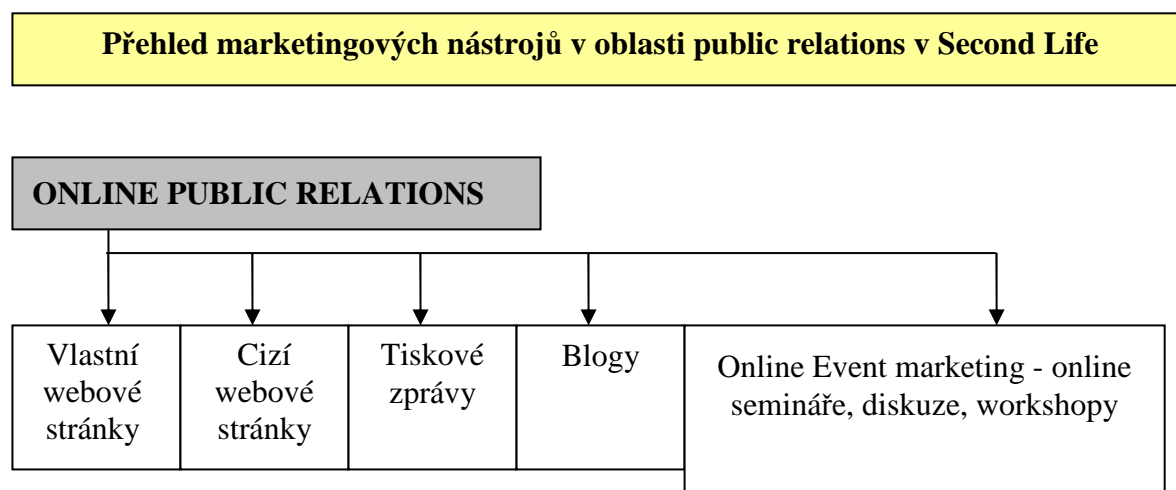 Přehled marketingových nástrojů v oblasti public relations v Second Life
ONLINE PUBLIC RELATIONS
Vlastní
webové
stránky
Cizí
webové
stránky
Tiskové
zprávy
Blogy
Online Event marketing - online
semináře, diskuze, workshopy